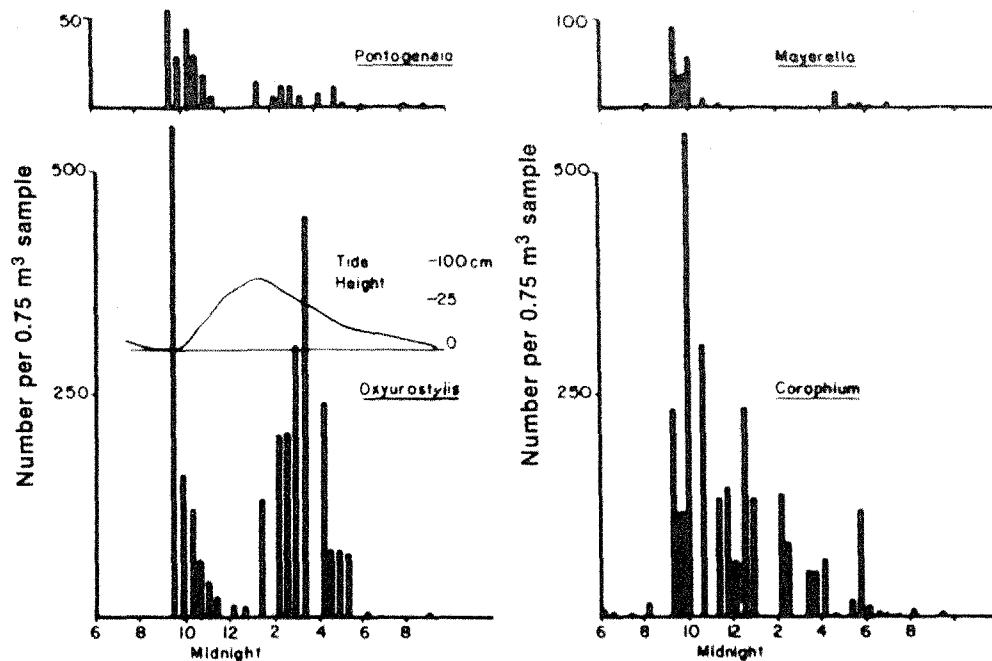 50
Pontogeneia
500
Number per 0.75 m³ sample
Tide -100 cm
Height -25
0
250
Oxyurostylis
6 8 10 12 2 4 6 8
Midnight
100
Mayerella
500
Number per 0.75 m³ sample
250
Corophium
6 8 10 12 2 4 6 8
Midnight